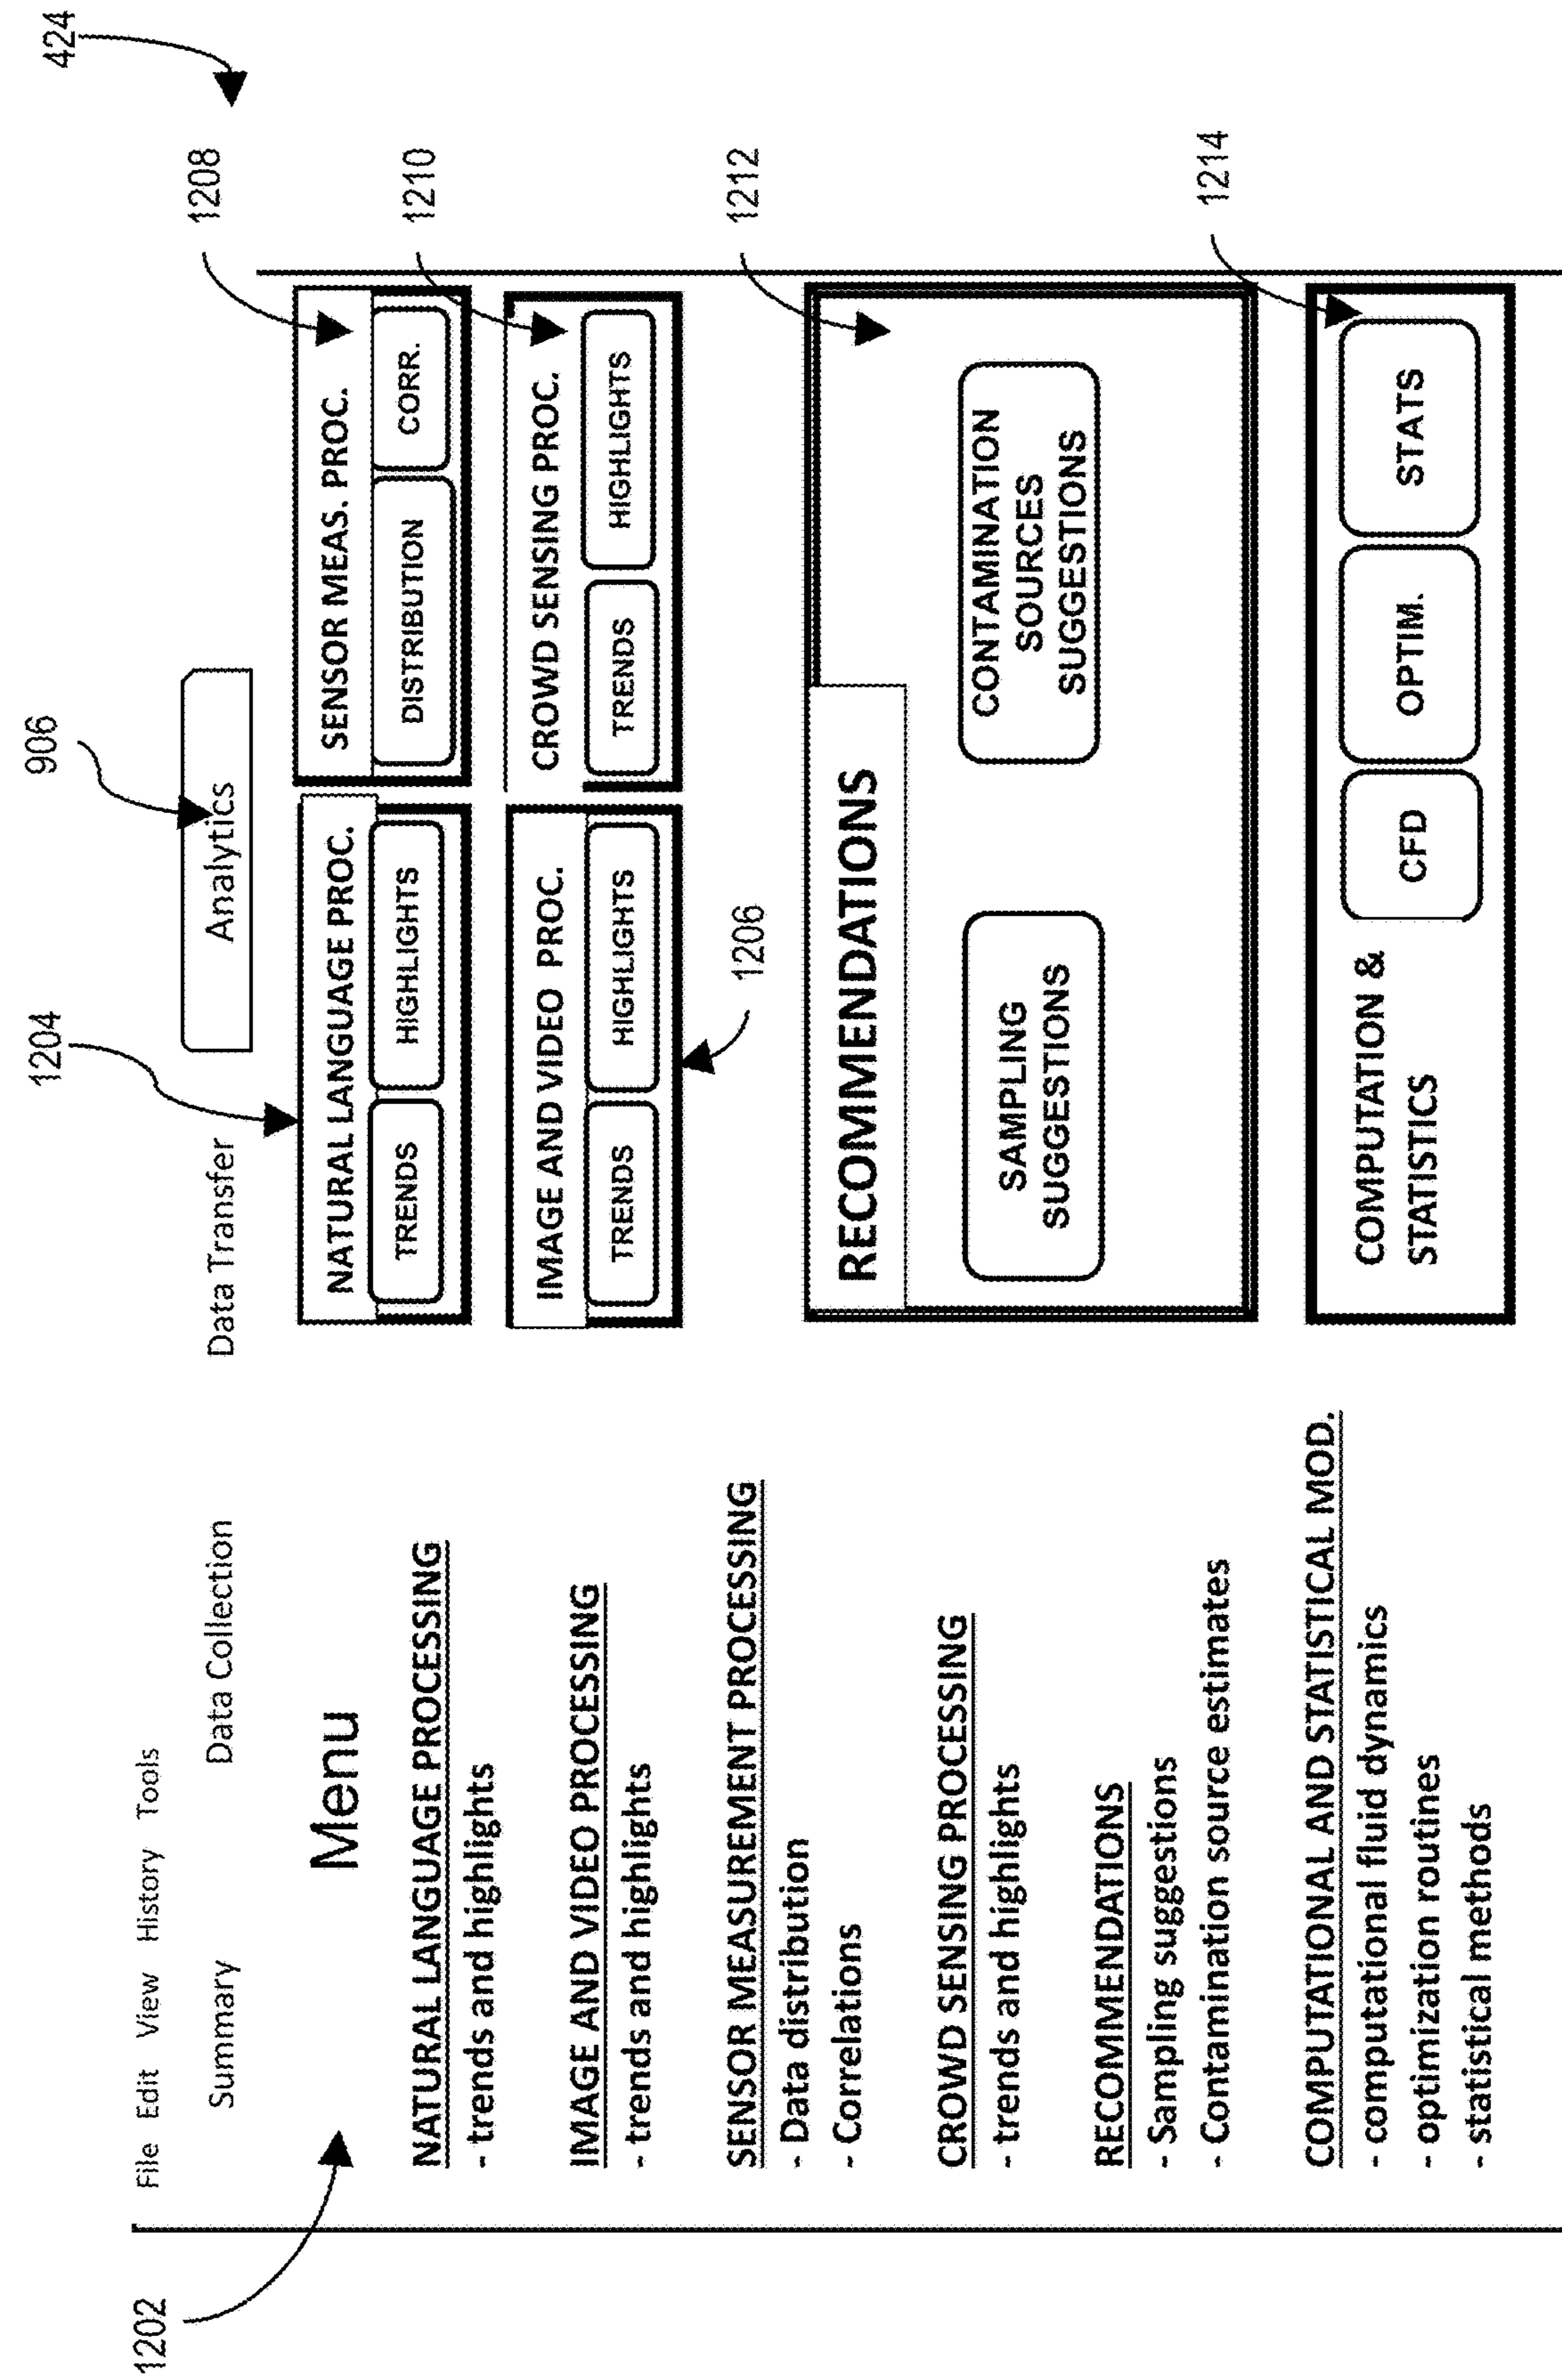 424
906
1204
1208
1210
1212
1214
1206
1202
File Edit View History Tools
Summary
Data Collection
Data Transfer
Analytics
Menu
NATURAL LANGUAGE PROCESSING
- trends and highlights
IMAGE AND VIDEO PROCESSING
- trends and highlights
SENSOR MEASUREMENT PROCESSING
- Data distribution
- Correlations
CROWD SENSING PROCESSING
- trends and highlights
RECOMMENDATIONS
- Sampling suggestions
- Contamination source estimates
COMPUTATIONAL AND STATISTICAL MOD.
- computational fluid dynamics
- optimization routines
- statistical methods
NATURAL LANGUAGE PROC.
TRENDS
HIGHLIGHTS
SENSOR MEAS. PROC.
DISTRIBUTION
CORR.
IMAGE AND VIDEO PROC.
TRENDS
HIGHLIGHTS
CROWD SENSING PROC.
TRENDS
HIGHLIGHTS
RECOMMENDATIONS
SAMPLING
SUGGESTIONS
CONTAMINATION
SOURCES
SUGGESTIONS
COMPUTATION &
STATISTICS
CFD
OPTIM.
STATS